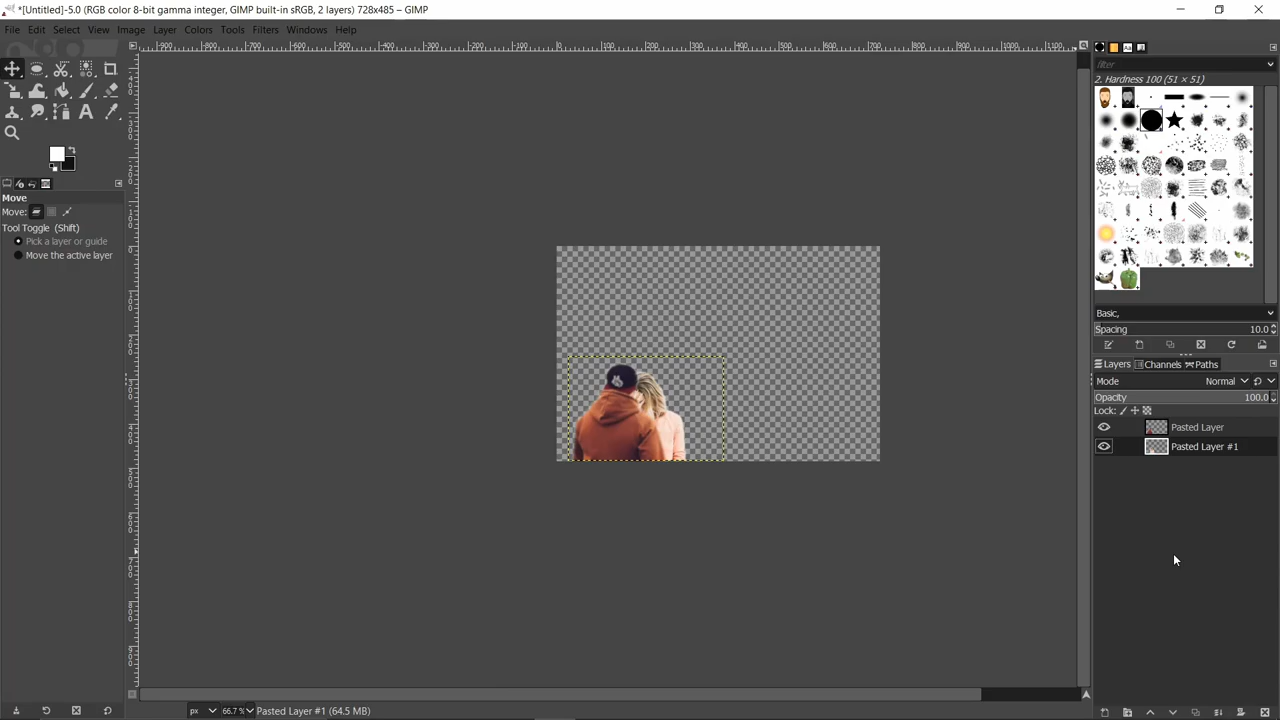 *[Untitled]-5.0 (RGB color 8-bit gamma integer, GIMP built-in sRGB, 2 layers) 728x485 – GIMP
File Edit Select View Image Layer Colors Tools Filters Windows Help
filter
2. Hardness 100 (51 × 51)
Move
Move:
Tool Toggle (Shift)
Pick a layer or guide
Move the active layer
Basic,
Spacing 10.0
Layers Channels Paths
Mode Normal
Opacity 100.0
Lock:
Pasted Layer
Pasted Layer #1
px 66.7 % Pasted Layer #1 (64.5 MB)